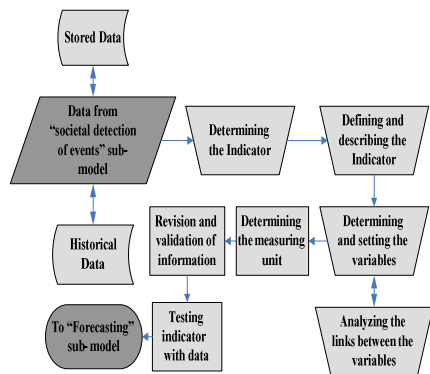 Stored Data
Data from
“societal detection
of events” sub-
model
Determining
the Indicator
Defining and
describing the
Indicator
Historical
Data
Revision and
validation of
information
Determining
the measuring
unit
Determining
and setting the
variables
To “Forecasting”
sub- model
Testing
indicator
with data
Analyzing the
links between the
variables